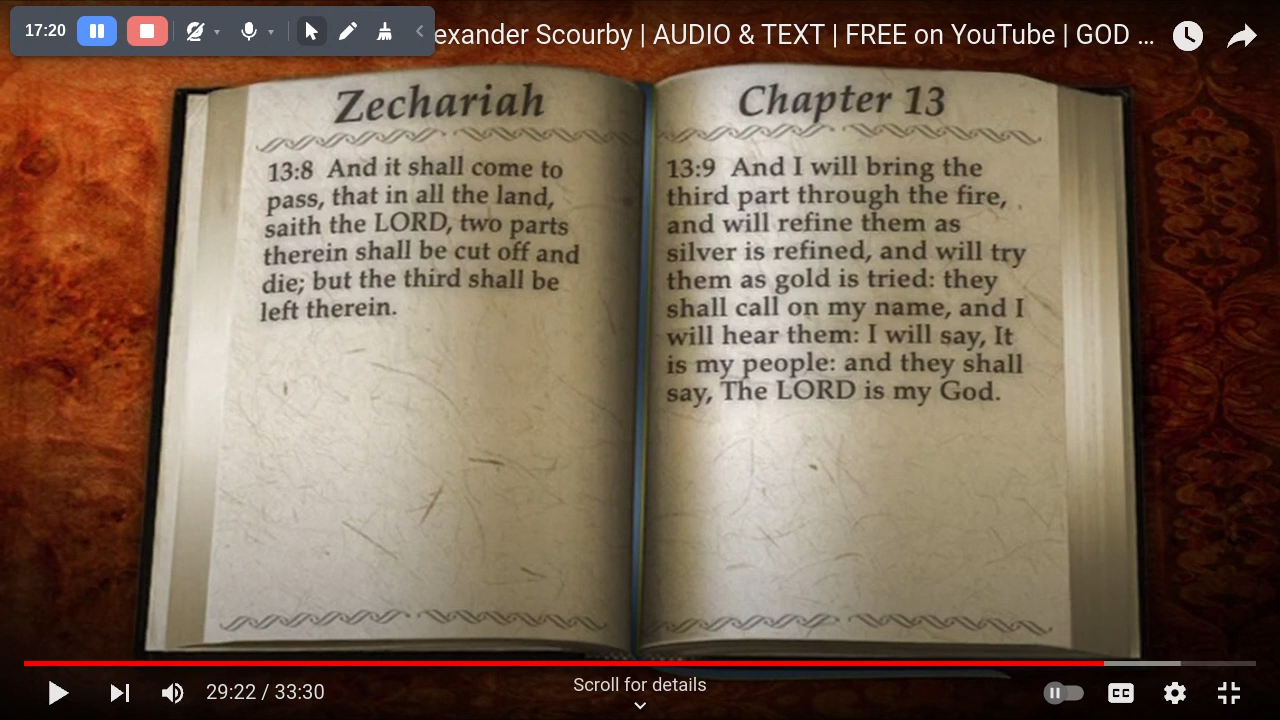 17:20
exander Scourby | AUDIO & TEXT | FREE on YouTube | GOD ...
Zechariah
13:8 And it shall come to
pass, that in all the land,
saith the LORD, two parts
therein shall be cut off and
die; but the third shall be
left therein.
Chapter 13
13:9 And I will bring the
third part through the fire,
and will refine them as
silver is refined, and will try
them as gold is tried: they
shall call on my name, and I
will hear them: I will say, It
is my people: and they shall
say, The LORD is my God.
29:22 / 33:30
Scroll for details
CC